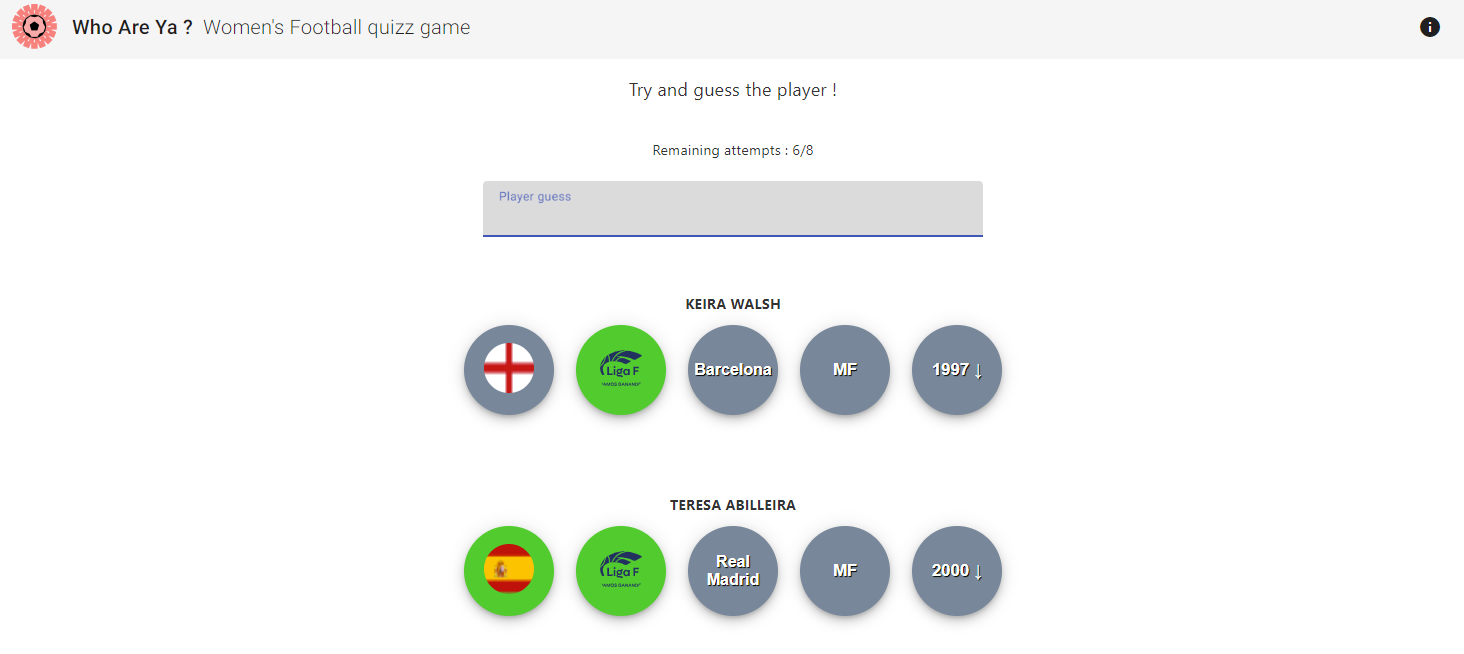 Who Are Ya ? Women's Football quizz game
Try and guess the player !
Remaining attempts : 6/8
Player guess
KEIRA WALSH
Liga F
VAMOS GANANDO
Barcelona
MF
1997 ↓
TERESA ABILLEIRA
Liga F
VAMOS GANANDO
Real
Madrid
MF
2000 ↓